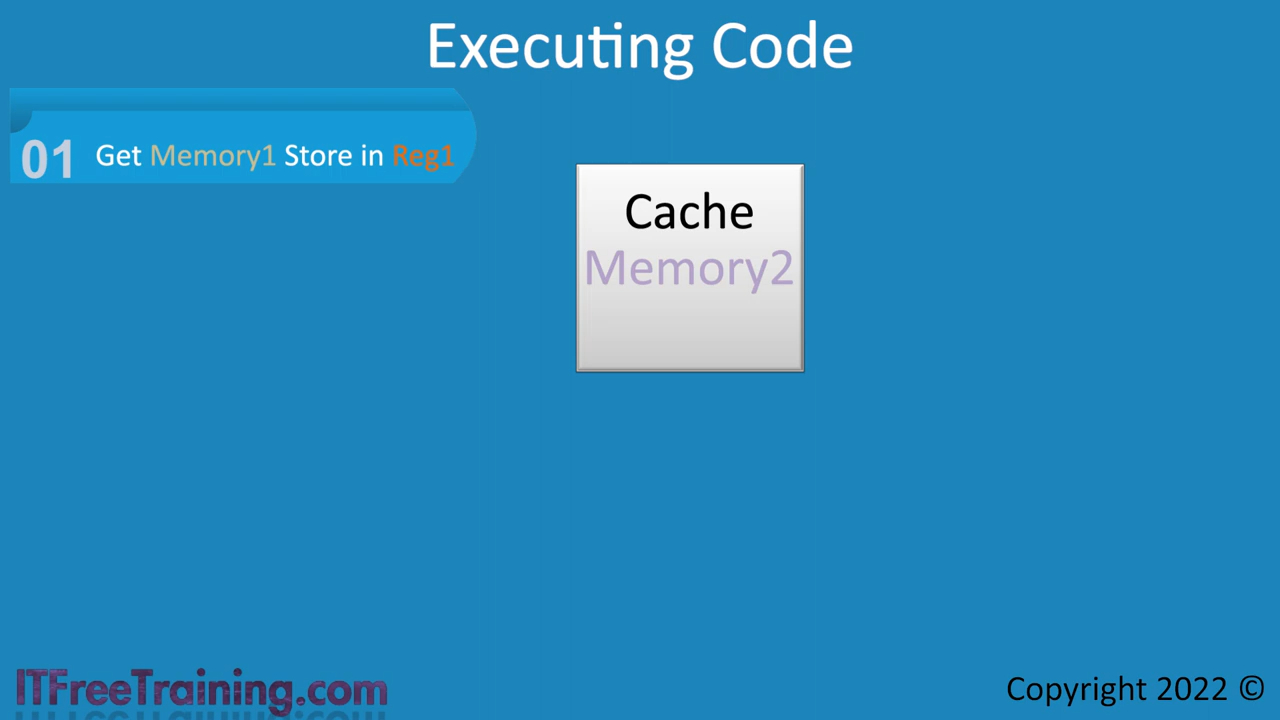 Executing Code
01 Get Memory1 Store in Reg1
Cache
Memory2
ITFreeTraining.com
Copyright 2022 ©